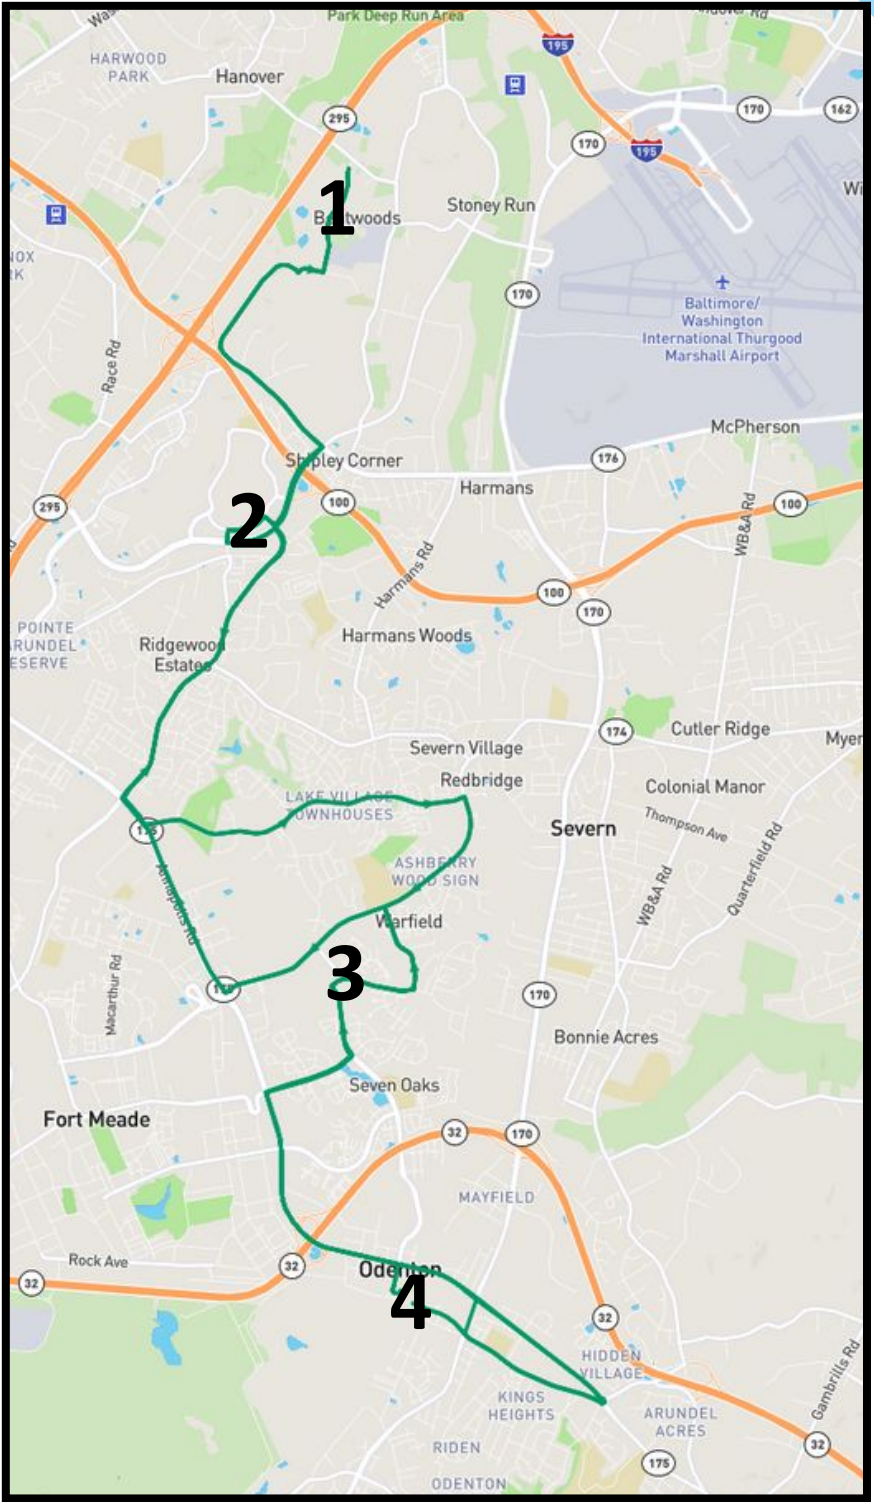 Park Deep Run Area
HARWOOD
PARK
Hanover
195
295
170
170
162
195
1
Stoney Run
170
Baltimore/
Washington
International Thurgood
Marshall Airport
Race Rd
McPherson
Shipley Corner
176
Harmans
295
2
100
100
WB&A Rd
Harmans Rd
100
170
POINTE
Ridgewood
Estates
Harmans Woods
174
Cutler Ridge
Severn Village
Redbridge
Colonial Manor
LAKE VILLAGE
TOWNHOUSES
Thompson Ave
Severn
ASHBERRY
WOOD SIGN
Quarterfield Rd
WB&A Rd
Annapolis Rd
Warfield
3
Macarthur Rd
170
Bonnie Acres
Seven Oaks
Fort Meade
32
170
MAYFIELD
Rock Ave
32
32
Odenton
4
32
HIDDEN
VILLAGE
KINGS
HEIGHTS
Gambrills Rd
ARUNDEL
ACRES
32
RIDEN
175
ODENTON